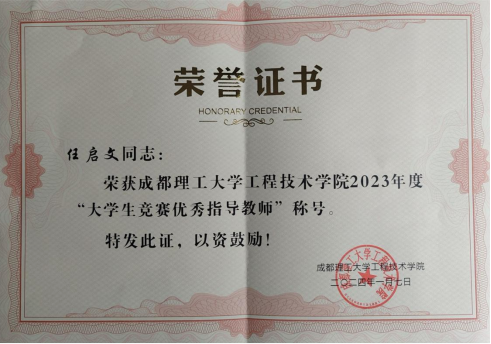 荣誉证书
HONORARY CREDENTIAL
任启文同志：
荣获成都理工大学工程技术学院2023年度
“大学生竞赛优秀指导教师”称号。
特发此证，以资鼓励！
成都理工大学工程技术学院
二〇二四年一月七日